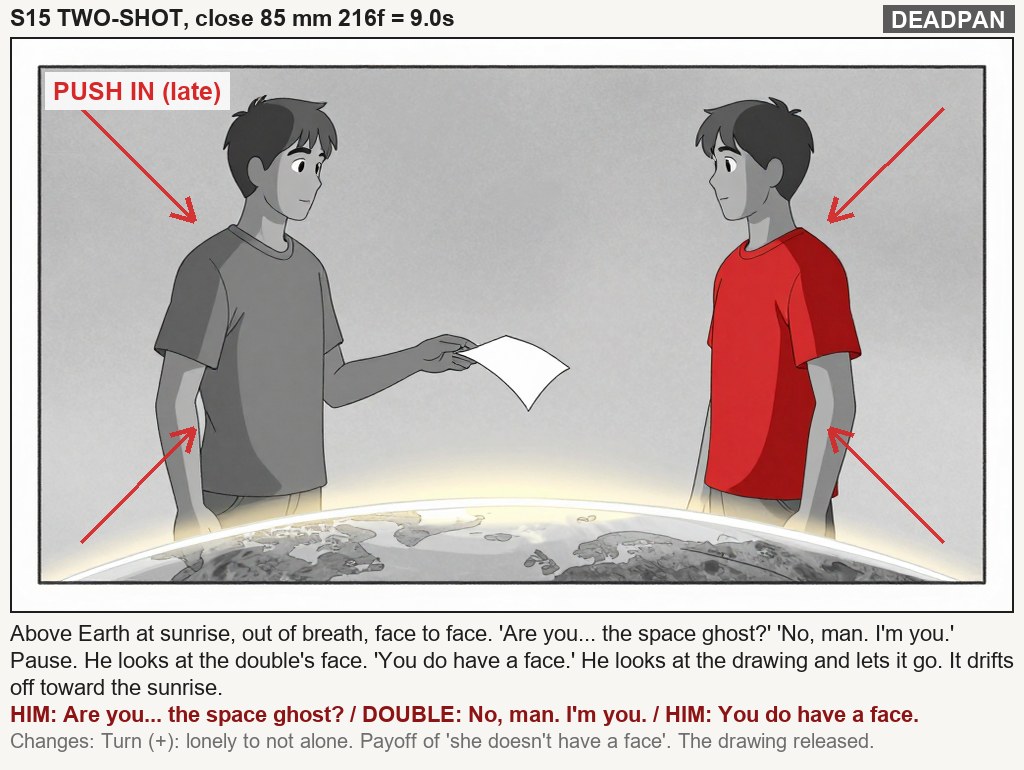 S15 TWO-SHOT, close 85 mm 216f = 9.0s
DEADPAN
PUSH IN (late)
Above Earth at sunrise, out of breath, face to face. 'Are you... the space ghost?' 'No, man. I'm you.'
Pause. He looks at the double's face. 'You do have a face.' He looks at the drawing and lets it go. It drifts
off toward the sunrise.
HIM: Are you... the space ghost? / DOUBLE: No, man. I'm you. / HIM: You do have a face.
Changes: Turn (+): lonely to not alone. Payoff of 'she doesn't have a face'. The drawing released.